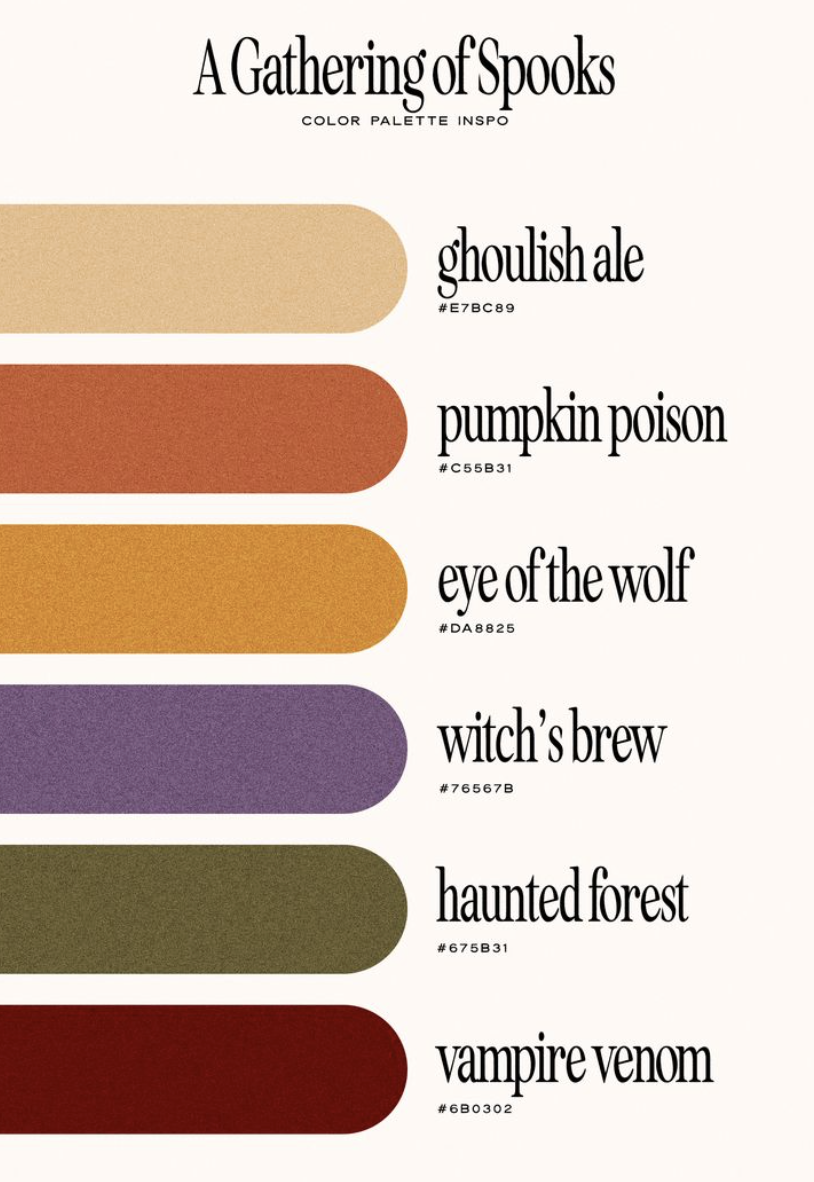 A Gathering of Spooks
COLOR PALETTE INSPO
ghoulish ale
#E7BC89
pumpkin poison
#C55B31
eye of the wolf
#DA8825
witch’s brew
#76567B
haunted forest
#675B31
vampire venom
#6B0302